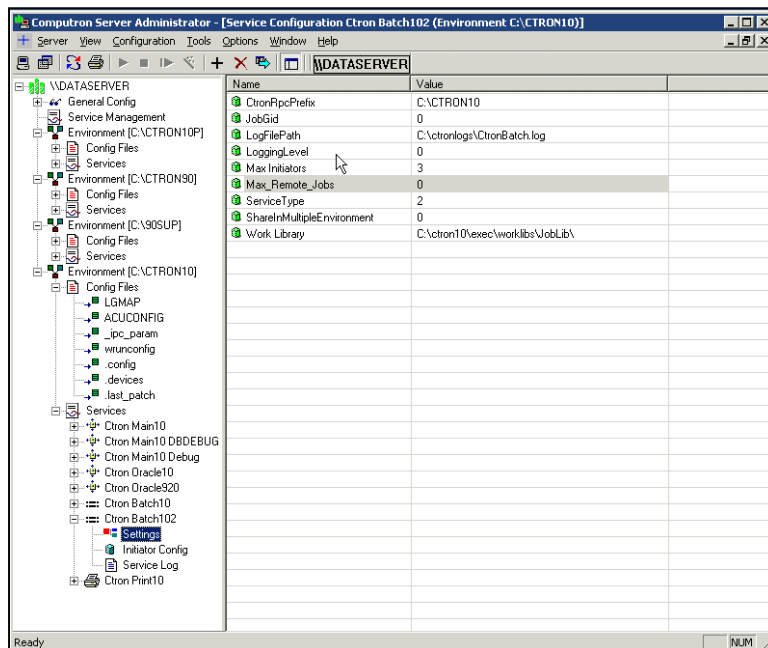 Computron Server Administrator - [Service Configuration Ctron Batch102 (Environment C:\CTRON10)]
Server View Configuration Tools Options Window Help
\\DATASERVER
\\DATASERVER
General Config
Service Management
Environment [C:\CTRON10P]
Config Files
Services
Environment [C:\CTRON90]
Config Files
Services
Environment [C:\90SUP]
Config Files
Services
Environment [C:\CTRON10]
Config Files
LGMAP
ACUCONFIG
_ipc_param
wrunconfig
.config
.devices
.last_patch
Services
Ctron Main10
Ctron Main10 DBDEBUG
Ctron Main10 Debug
Ctron Oracle10
Ctron Oracle920
Ctron Batch10
Ctron Batch102
Settings
Initiator Config
Service Log
Ctron Print10
Name Value
CtronRpcPrefix C:\CTRON10
JobGid 0
LogFilePath C:\ctronlogs\CtronBatch.log
LoggingLevel 0
Max Initiators 3
Max_Remote_Jobs 0
ServiceType 2
ShareInMultipleEnvironment 0
Work Library C:\ctron10\exec\worklibs\JobLib\
Ready NUM